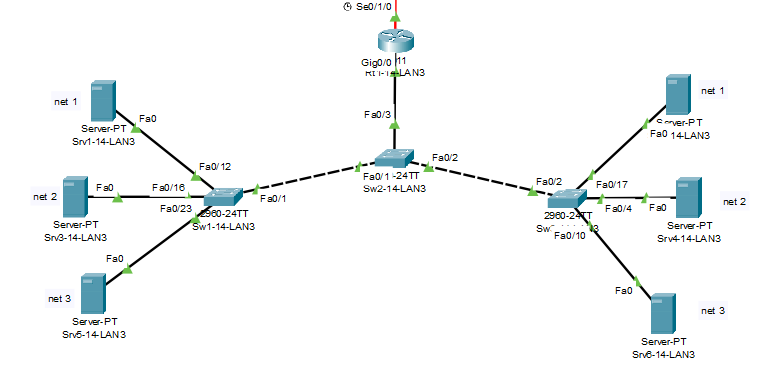 Se0/1/0
Gig0/0
11
-LAN3
net 1
Fa0
Server-PT
Srv1-14-LAN3
Fa0/12
Fa0/3
Fa0/1
-24TT
Sw2-14-LAN3
Fa0/2
net 1
Fa0
-PT
14-LAN3
Fa0/17
net 2
Fa0
Fa0/16
Server-PT
Srv3-14-LAN3
Fa0/23
2960-24TT
Sw1-14-LAN3
Fa0/1
Fa0/2
2960-24TT
Fa0/10
Fa0/4
Fa0
net 2
Server-PT
Srv4-14-LAN3
net 3
Fa0
Server-PT
Srv5-14-LAN3
Fa0
net 3
Server-PT
Srv6-14-LAN3